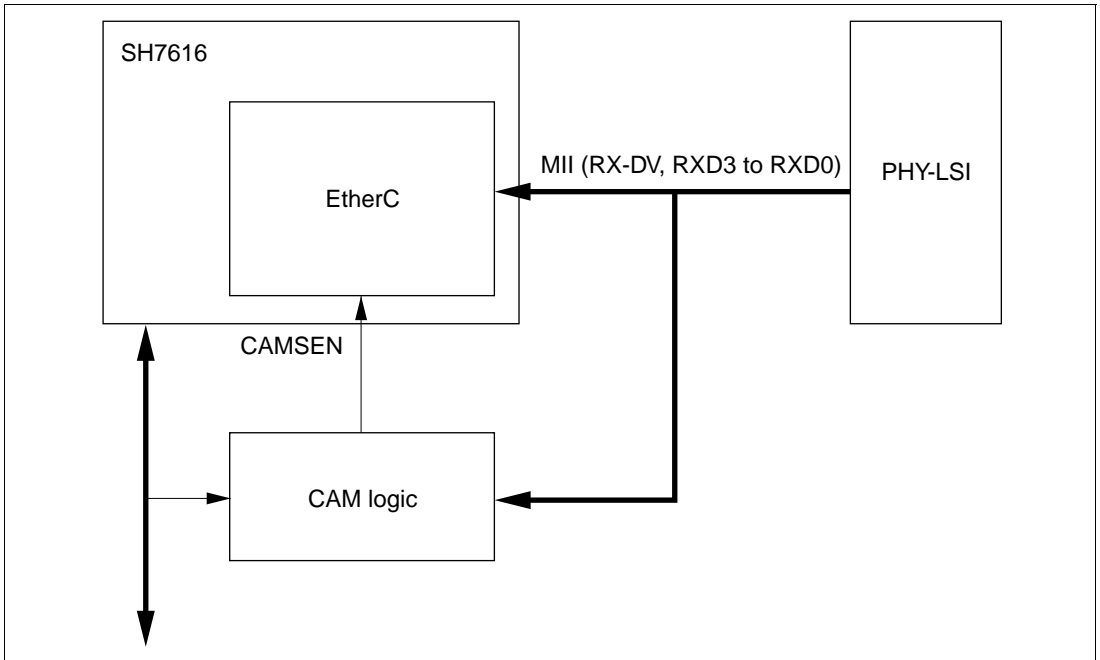 SH7616
EtherC
MII (RX-DV, RXD3 to RXD0)
PHY-LSI
CAMSEN
CAM logic